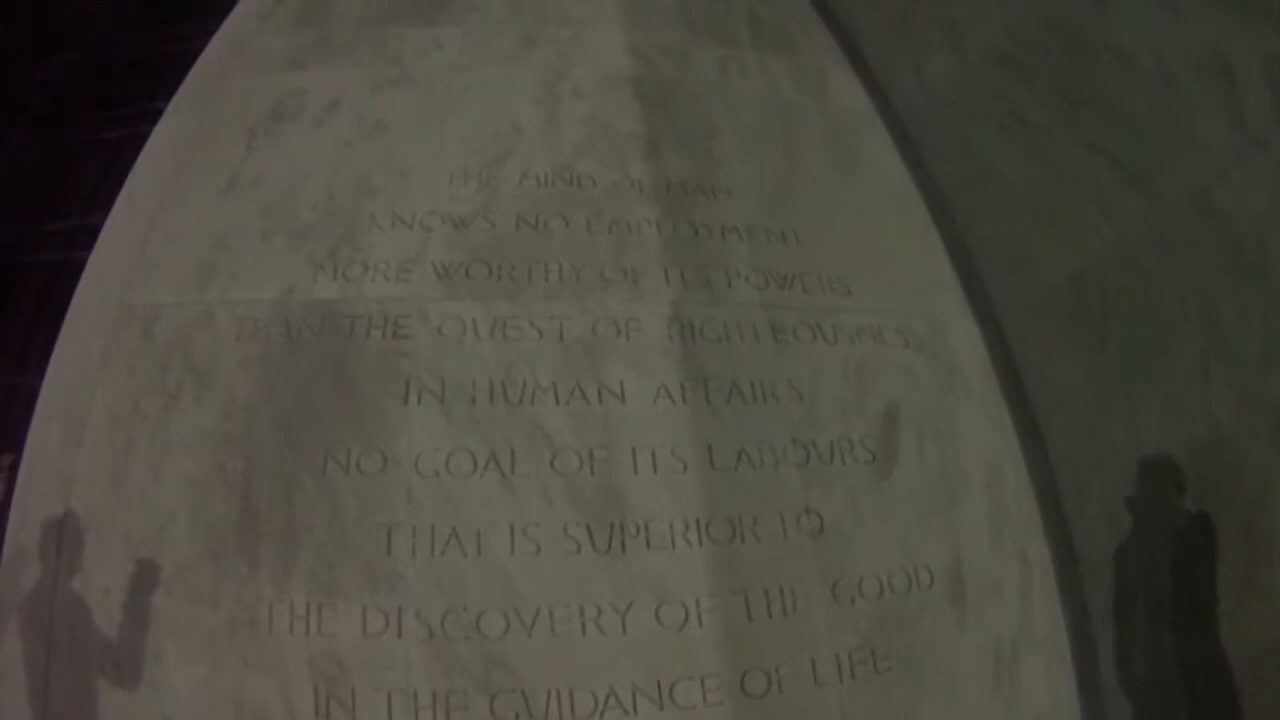 THE MIND OF MAN
KNOWS NO EMPLOYMENT
MORE WORTHY OF ITS POWERS
THAN THE QUEST OF RIGHTEOUSNESS
IN HUMAN AFFAIRS
NO GOAL OF ITS LABOURS
THAT IS SUPERIOR TO
THE DISCOVERY OF THE GOOD
IN THE GUIDANCE OF LIFE